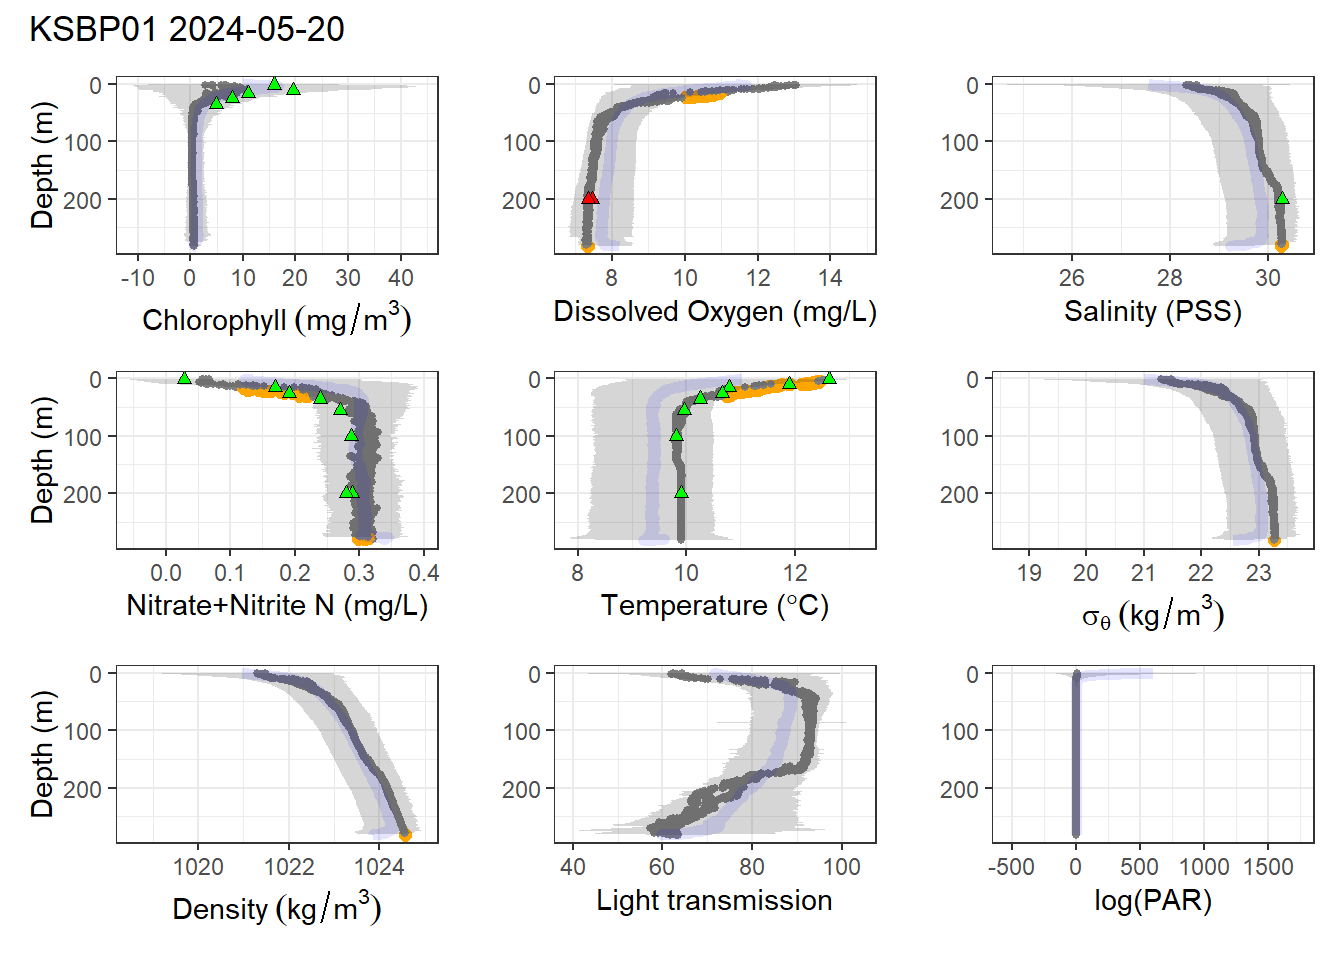 KSBP01 2024-05-20
Depth (m)
0
100
200
-10 0 10 20 30 40
Chlorophyll (mg/m³)
0
100
200
8 10 12 14
Dissolved Oxygen (mg/L)
0
100
200
26 28 30
Salinity (PSS)
Depth (m)
0
100
200
0.0 0.1 0.2 0.3 0.4
Nitrate+Nitrite N (mg/L)
0
100
200
8 10 12
Temperature (°C)
0
100
200
19 20 21 22 23
σθ (kg/m³)
Depth (m)
0
100
200
1020 1022 1024
Density (kg/m³)
0
100
200
40 60 80 100
Light transmission
0
100
200
-500 0 500 1000 1500
log(PAR)